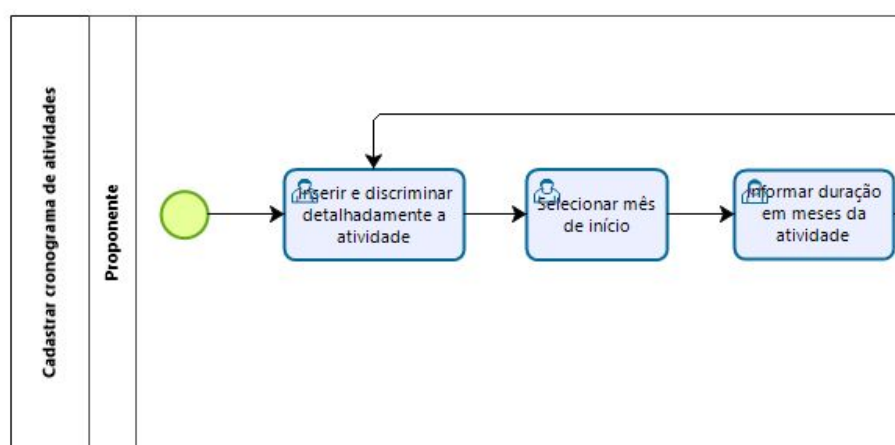 Cadastrar cronograma de atividades
Proponente
Inserir e discriminar
detalhadamente a
atividade
Selecionar mês
de início
Informar duração
em meses da
atividade